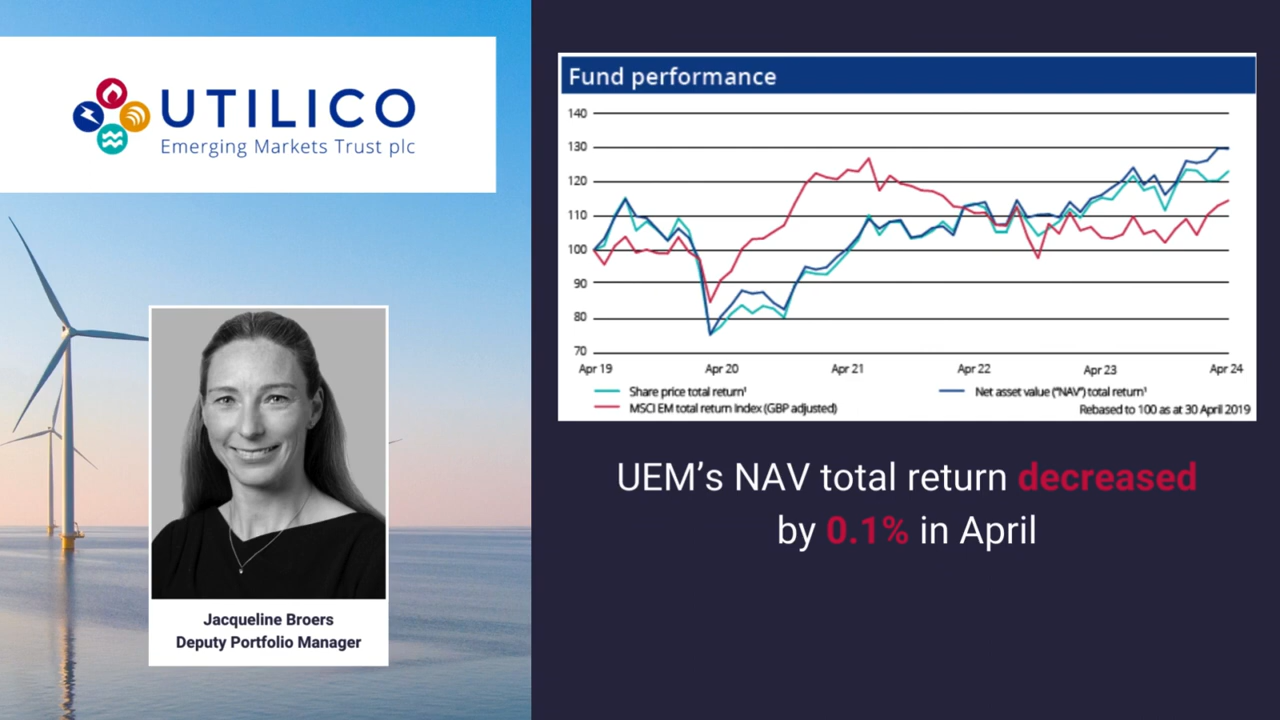 UTILICO
Emerging Markets Trust plc
Jacqueline Broers
Deputy Portfolio Manager
Fund performance
140
130
120
110
100
90
80
70
Apr 19 Apr 20 Apr 21 Apr 22 Apr 23 Apr 24
Share price total return¹ Net asset value ("NAV") total return¹
MSCI EM total return Index (GBP adjusted) Rebased to 100 as at 30 April 2019
UEM’s NAV total return decreased
by 0.1% in April